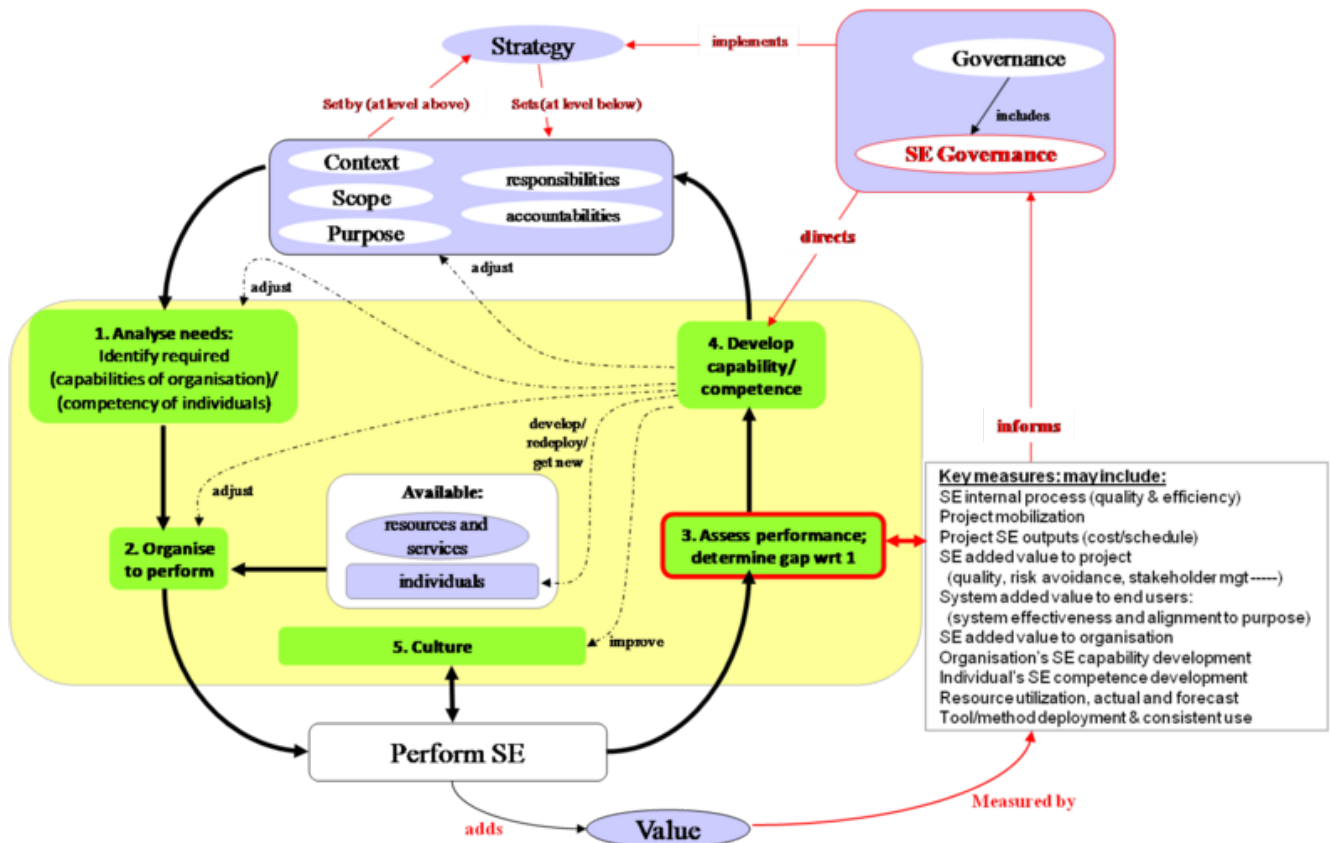 Strategy
implements
Governance
includes
SE Governance
Set by (at level above)
Sets(at level below)
Context
Scope
Purpose
responsibilities
accountabilities
directs
adjust
adjust
1. Analyse needs:
Identify required
(capabilities of organisation)/
(competency of individuals)
4. Develop
capability/
competence
develop/
redeploy/
get new
informs
adjust
Available:
resources and
services
individuals
2. Organise
to perform
3. Assess performance;
determine gap wrt 1
Key measures: may include:
SE internal process (quality & efficiency)
Project mobilization
Project SE outputs (cost/schedule)
SE added value to project
(quality, risk avoidance, stakeholder mgt-----)
System added value to end users:
(system effectiveness and alignment to purpose)
SE added value to organisation
Organisation's SE capability development
Individual's SE competence development
Resource utilization, actual and forecast
Tool/method deployment & consistent use
5. Culture
improve
Perform SE
adds
Value
Measured by